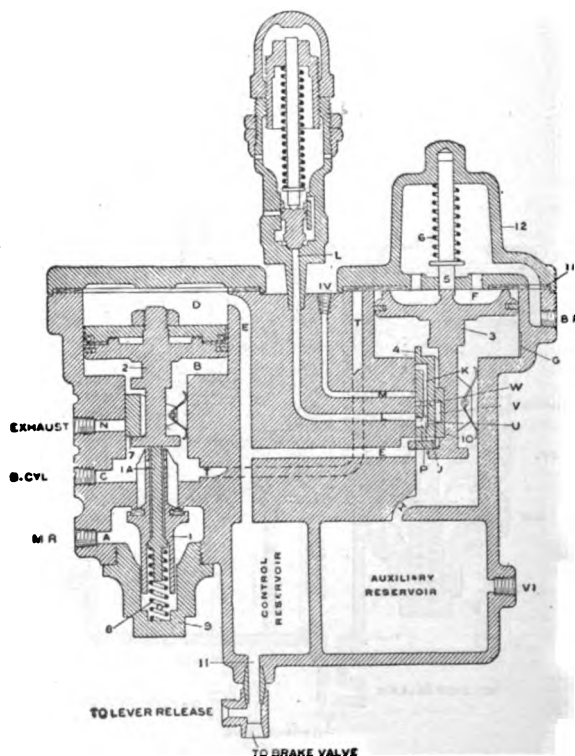 L
12
6
11
IV
5
F
B P
D
E
T
3
G
2
B
4
K
W
M
V
EXHAUST
N
L
U
10
7
1A
E
B.CYL
C
T
P
J
H
M R
A
1
CONTROL
RESERVOIR
AUXILIARY
RESERVOIR
V1
8
9
11
TO LEVER RELEASE
TO BRAKE VALVE